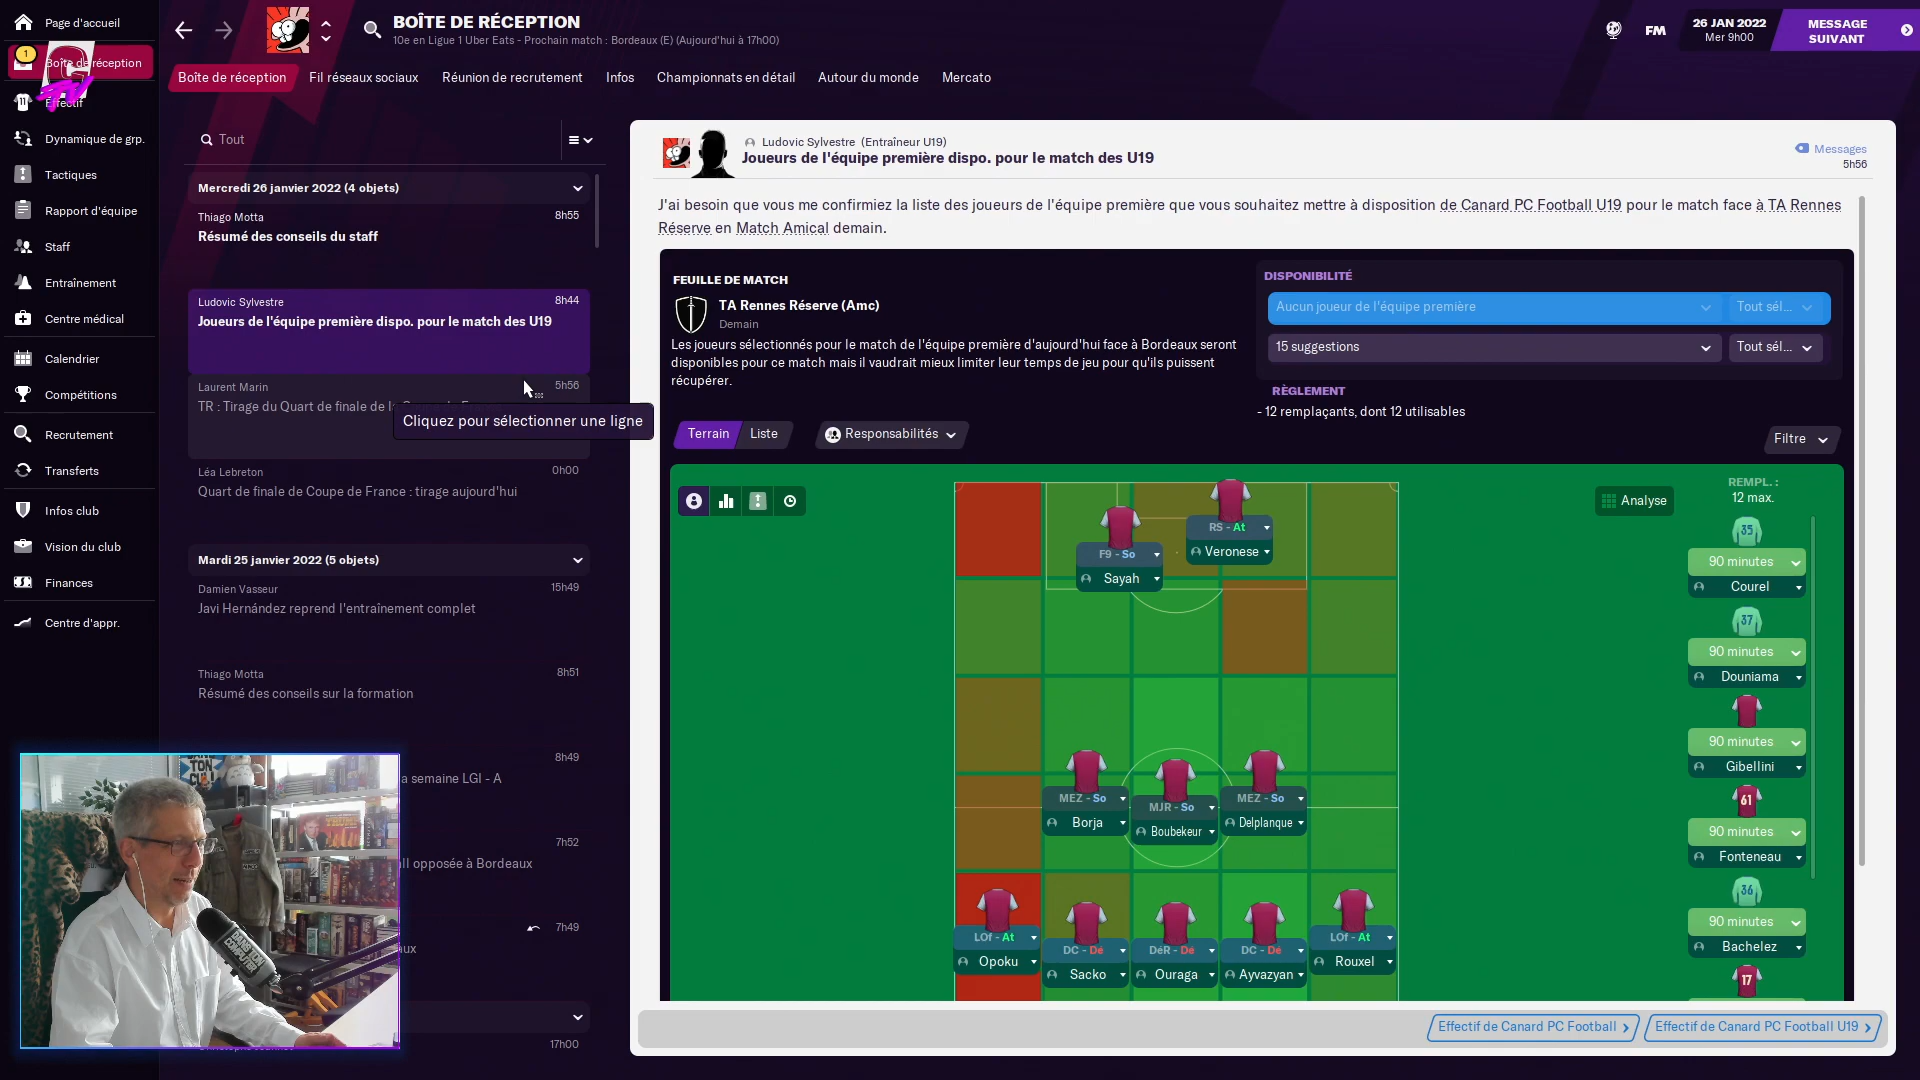 Page d'accueil
1
Boîte de réception
Effectif
Dynamique de grp.
Tactiques
Rapport d'équipe
Staff
Entraînement
Centre médical
Calendrier
Compétitions
Recrutement
Transferts
Infos club
Vision du club
Finances
Centre d'appr.
BOÎTE DE RÉCEPTION
10e en Ligue 1 Uber Eats - Prochain match : Bordeaux (E) (Aujourd'hui à 17h00)
FM
26 JAN 2022
Mer 9h00
MESSAGE
SUIVANT
Boîte de réception
Fil réseaux sociaux
Réunion de recrutement
Infos
Championnats en détail
Autour du monde
Mercato
Tout
Mercredi 26 janvier 2022 (4 objets)
Thiago Motta 8h55
Résumé des conseils du staff
Ludovic Sylvestre 8h44
Joueurs de l'équipe première dispo. pour le match des U19
Laurent Marin 5h56
TR : Tirage du Quart de finale de
Cliquez pour sélectionner une ligne
Léa Lebreton 0h00
Quart de finale de Coupe de France : tirage aujourd'hui
Mardi 25 janvier 2022 (5 objets)
Damien Vasseur 15h49
Javi Hernández reprend l'entraînement complet
Thiago Motta 8h51
Résumé des conseils sur la formation
8h49
a semaine LGI - A
7h52
opposée à Bordeaux
7h49
17h00
Ludovic Sylvestre (Entraîneur U19)
Joueurs de l'équipe première dispo. pour le match des U19
Messages
5h56
J'ai besoin que vous me confirmiez la liste des joueurs de l'équipe première que vous souhaitez mettre à disposition de Canard PC Football U19 pour le match face à TA Rennes
Réserve en Match Amical demain.
FEUILLE DE MATCH
TA Rennes Réserve (Amc)
Demain
Les joueurs sélectionnés pour le match de l'équipe première d'aujourd'hui face à Bordeaux seront
disponibles pour ce match mais il vaudrait mieux limiter leur temps de jeu pour qu'ils puissent
récupérer.
DISPONIBILITÉ
Aucun joueur de l'équipe première Tout sél...
15 suggestions Tout sél...
RÈGLEMENT
- 12 remplaçants, dont 12 utilisables
Terrain Liste Responsabilités
Filtre
Analyse
REMPL. :
12 max.
RS - At
Veronese
F9 - So
Sayah
MEZ - So
Borja
MJR - So
Boubekeur
MEZ - So
Delplanque
LOf - At
Opoku
DC - Dé
Sacko
DéR - Dé
Ouraga
DC - Dé
Ayvazyan
LOf - At
Rouxel
35
90 minutes
Courel
37
90 minutes
Douniama
90 minutes
Gibellini
61
90 minutes
Fonteneau
36
90 minutes
Bachelez
17
Effectif de Canard PC Football
Effectif de Canard PC Football U19